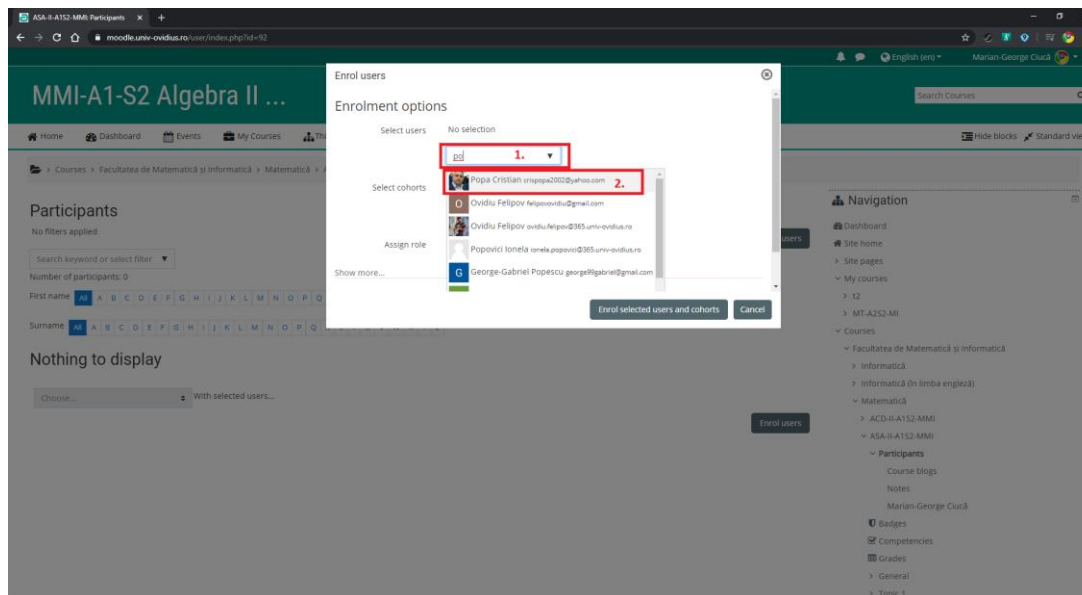 ASA-II-A1S2-MMI: Participants
moodle.univ-ovidius.ro/user/index.php?id=92
English (en)
Marian-George Ciucă
MMI-A1-S2 Algebra II ...
Search Courses
Home Dashboard Events My Courses Thi
Hide blocks Standard vie
Courses > Facultatea de Matematică și Informatică > Matematică >
Participants
No filters applied
Search keyword or select filter
Number of participants: 0
First name All A B C D E F G H I J K L M N O P Q
Surname All A B C D E F G H I J K L M N O P Q
Nothing to display
Choose...
With selected users...
Enrol users
Enrolment options
Select users
No selection
po
1.
Select cohorts
Popa Cristian crispopa2002@yahoo.com
2.
O
Ovidiu Felipov felipovovidiu@gmail.com
Ovidiu Felipov ovidiu.felipov@365.univ-ovidius.ro
Assign role
Popovici Ionela ionela.popovici@365.univ-ovidius.ro
G
George-Gabriel Popescu george99gabriel@gmail.com
Show more...
Enrol selected users and cohorts
Cancel
users
Enrol users
Navigation
Dashboard
Site home
Site pages
My courses
t2
MT-A2S2-MI
Courses
Facultatea de Matematică și Informatică
Informatică
Informatică (în limba engleză)
Matematică
ACD-II-A1S2-MMI
ASA-II-A1S2-MMI
Participants
Course blogs
Notes
Marian-George Ciucă
Badges
Competencies
Grades
General
Topic 1